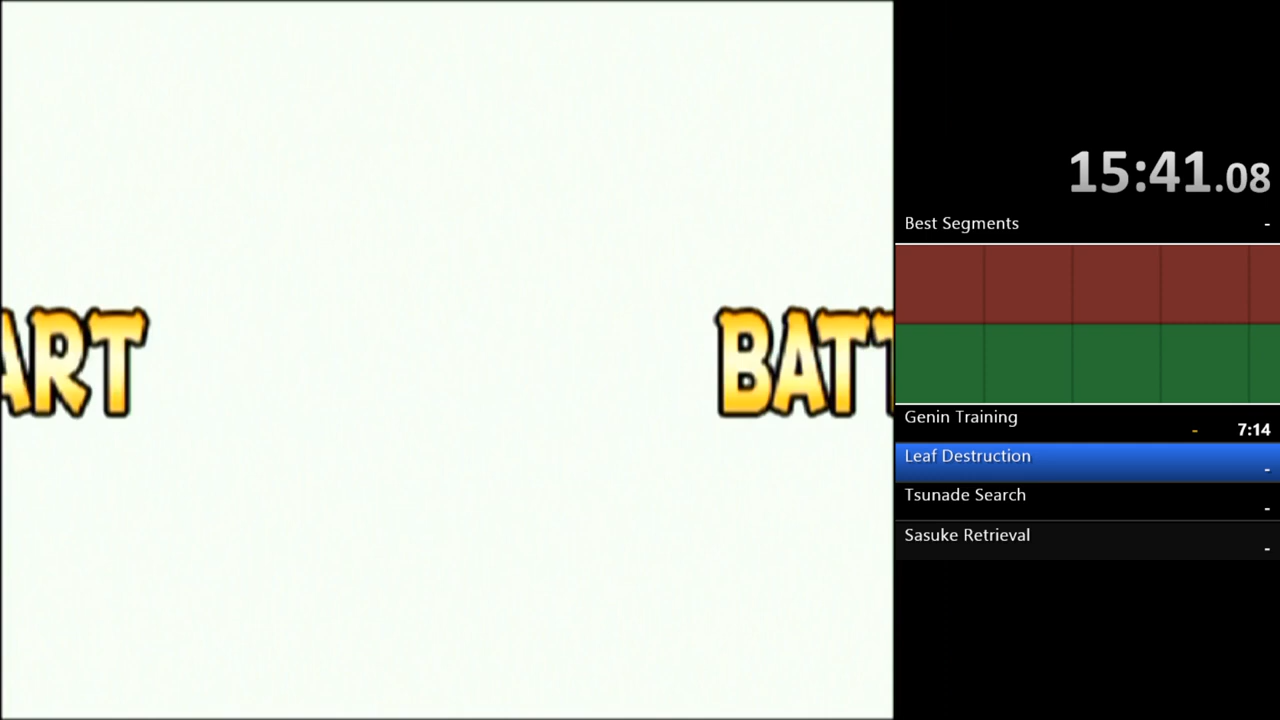 ART BATT
15:41.08
Best Segments -
Genin Training - 7:14
Leaf Destruction -
Tsunade Search -
Sasuke Retrieval -